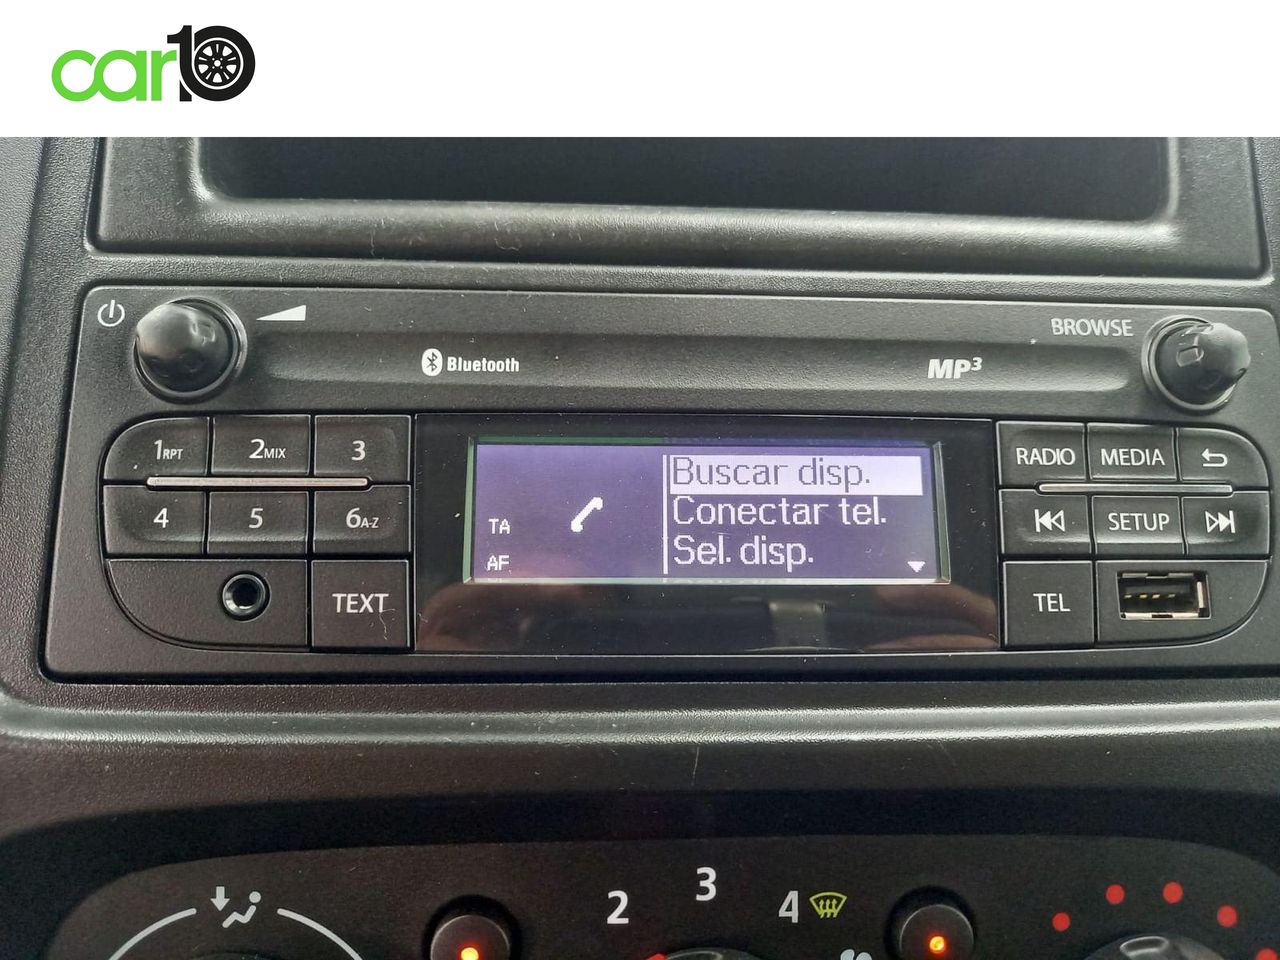 car10
BROWSE
Bluetooth
MP3
1RPT 2MIX 3
4 5 6A-Z
TEXT
TA
AF
Buscar disp.
Conectar tel.
Sel. disp.
RADIO MEDIA
SETUP
TEL
2 3 4